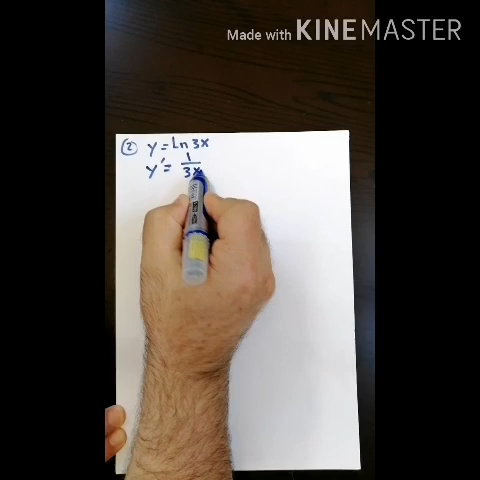 Made with KINEMASTER
② y = Ln 3x
y' = 1/3x